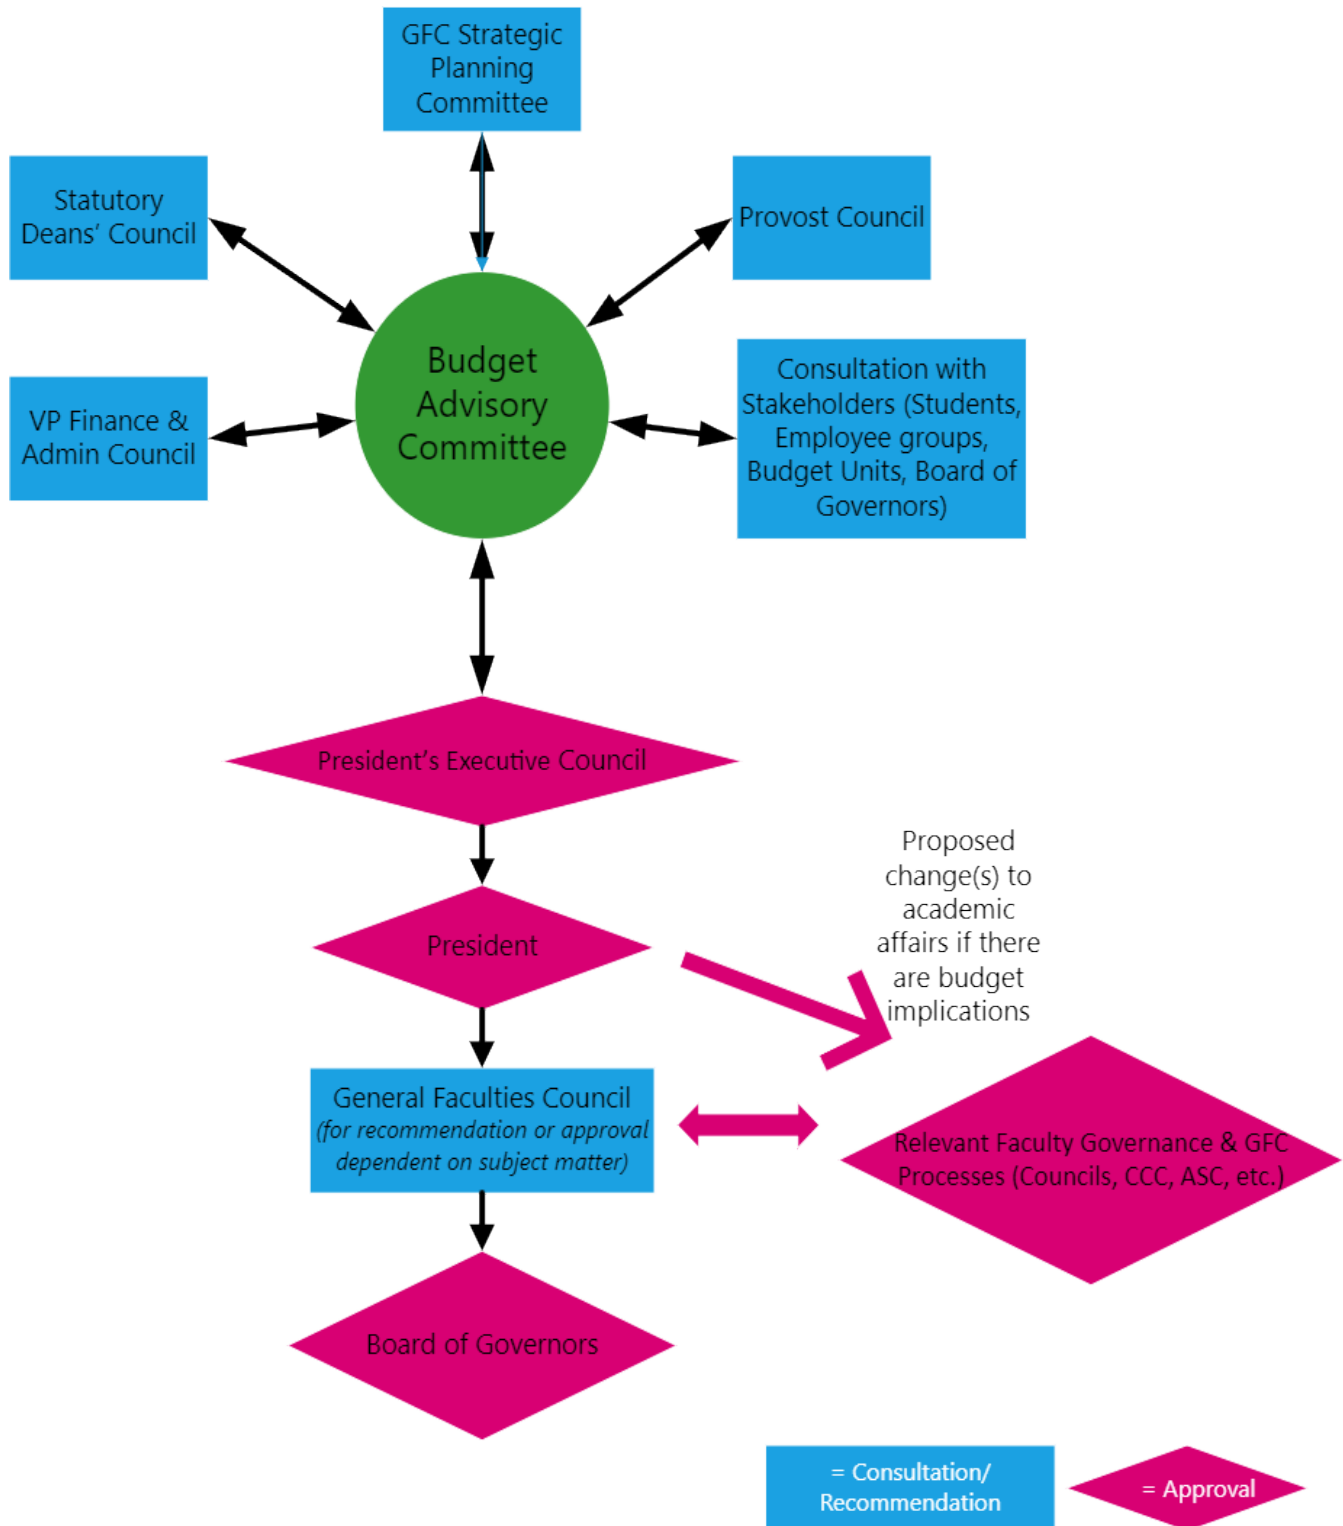 GFC Strategic
Planning
Committee
Statutory
Deans’ Council
Provost Council
Budget
Advisory
Committee
VP Finance &
Admin Council
Consultation with
Stakeholders (Students,
Employee groups,
Budget Units, Board of
Governors)
President’s Executive Council
Proposed
change(s) to
academic
affairs if there
are budget
implications
President
General Faculties Council
(for recommendation or approval
dependent on subject matter)
Relevant Faculty Governance & GFC
Processes (Councils, CCC, ASC, etc.)
Board of Governors
= Consultation/
Recommendation
= Approval